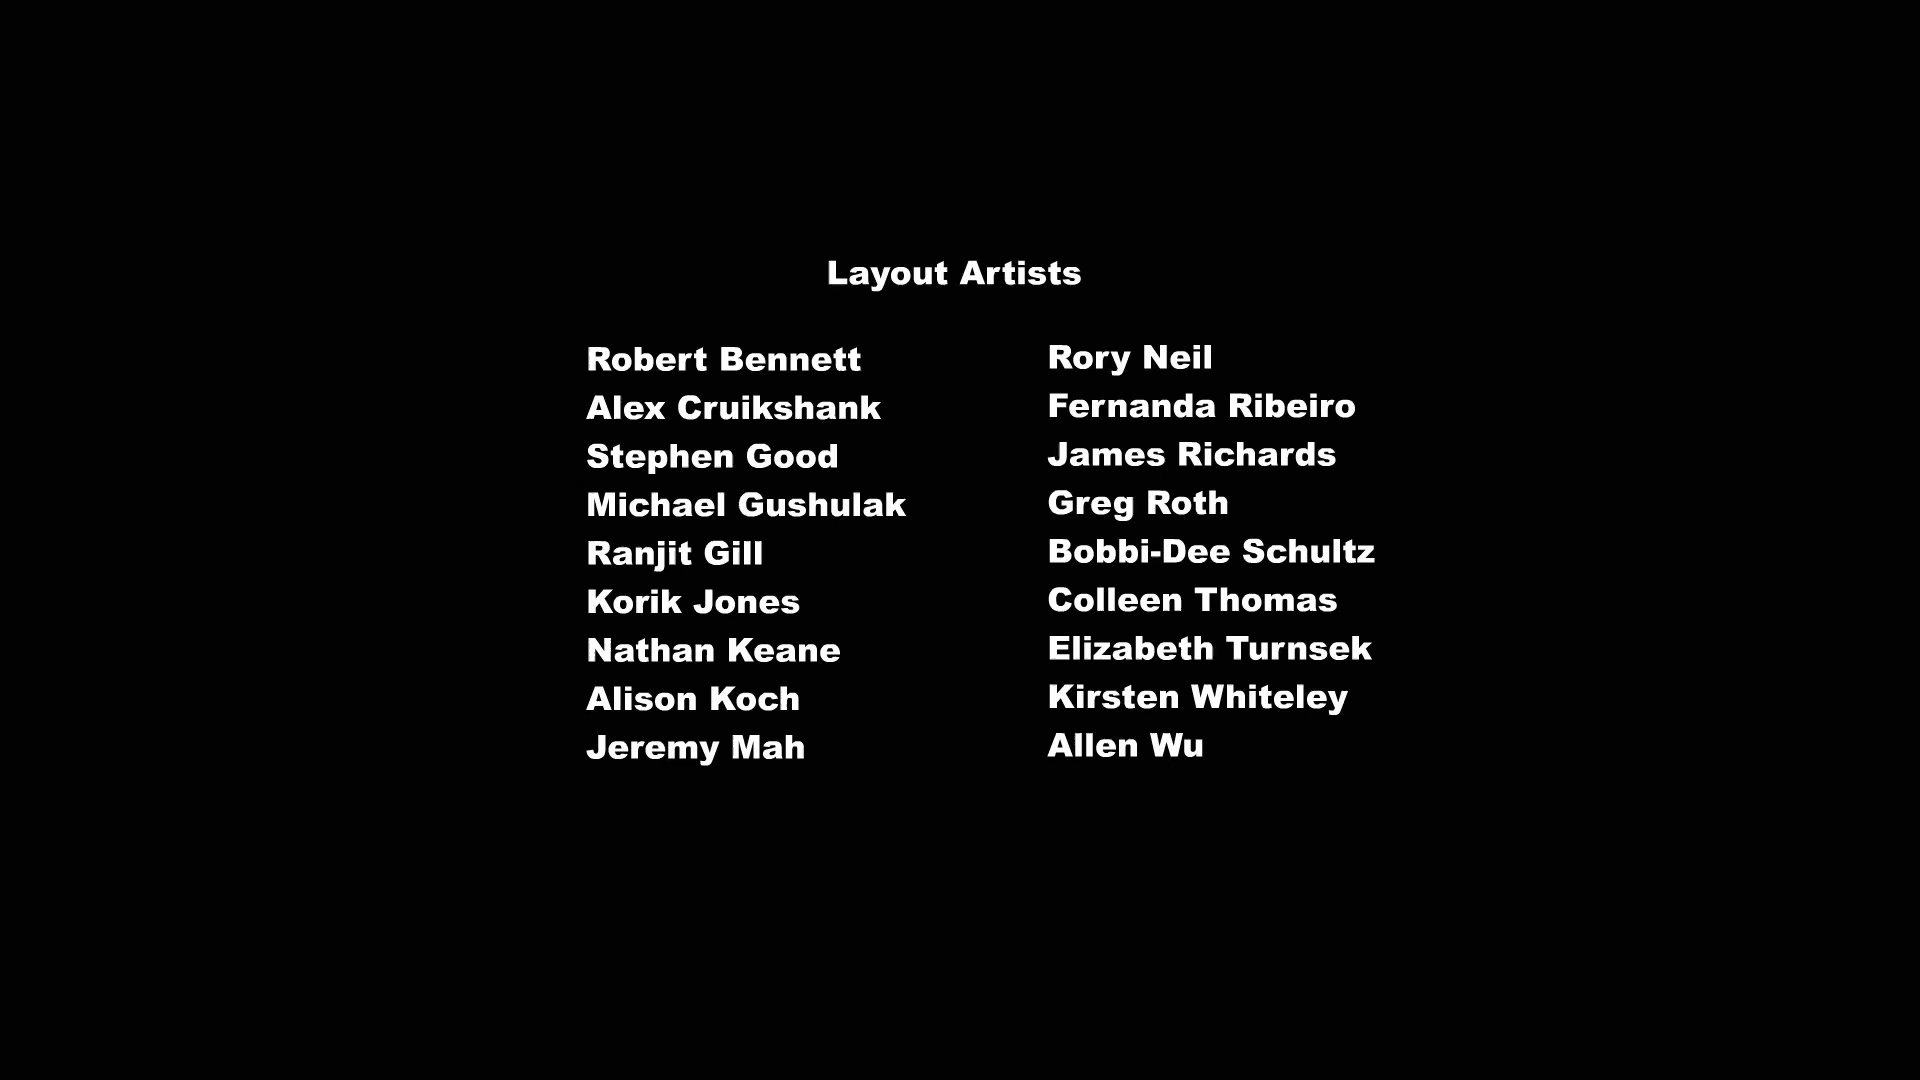 Layout Artists
Robert Bennett
Alex Cruikshank
Stephen Good
Michael Gushulak
Ranjit Gill
Korik Jones
Nathan Keane
Alison Koch
Jeremy Mah
Rory Neil
Fernanda Ribeiro
James Richards
Greg Roth
Bobbi-Dee Schultz
Colleen Thomas
Elizabeth Turnsek
Kirsten Whiteley
Allen Wu